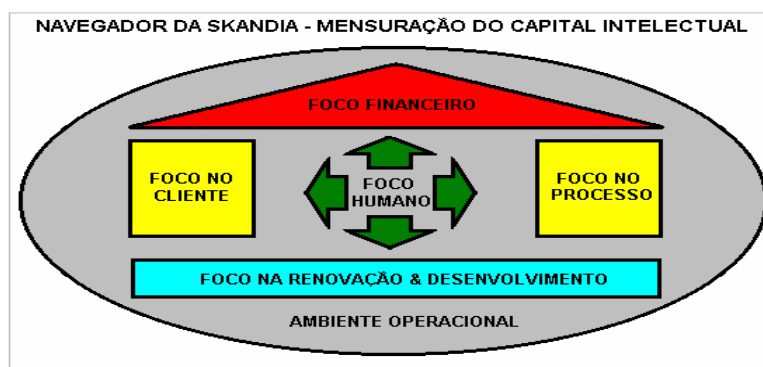 NAVEGADOR DA SKANDIA - MENSURAÇÃO DO CAPITAL INTELECTUAL
FOCO FINANCEIRO
FOCO NO
CLIENTE
FOCO
HUMANO
FOCO NO
PROCESSO
FOCO NA RENOVAÇÃO & DESENVOLVIMENTO
AMBIENTE OPERACIONAL